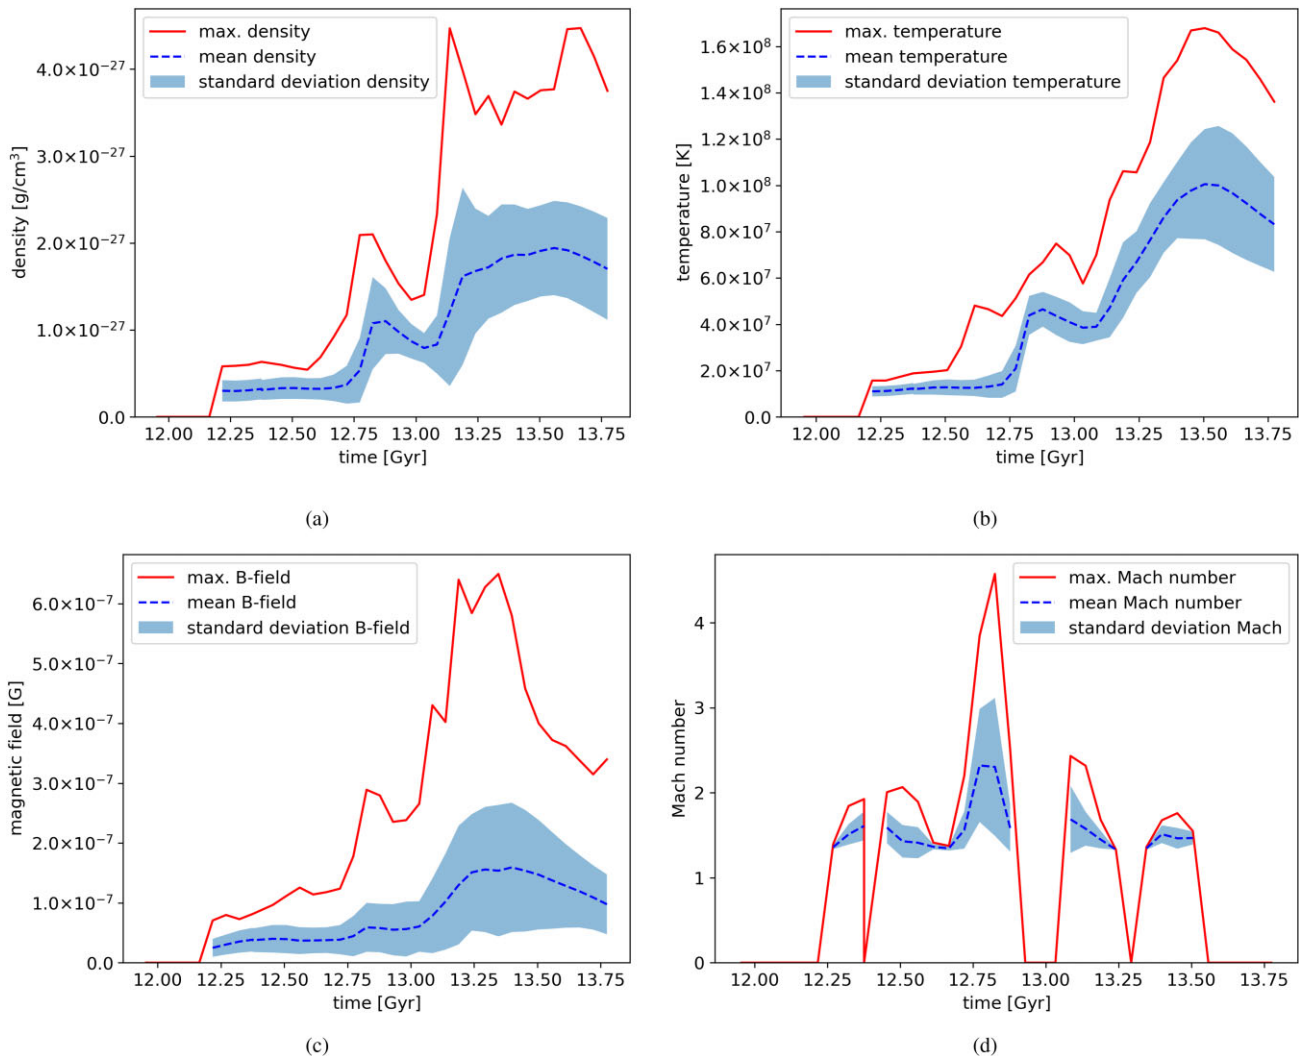 max. density
mean density
standard deviation density
4.0×10⁻²⁷
3.0×10⁻²⁷
2.0×10⁻²⁷
1.0×10⁻²⁷
0.0
density [g/cm³]
12.00 12.25 12.50 12.75 13.00 13.25 13.50 13.75
time [Gyr]
(a)
max. temperature
mean temperature
standard deviation temperature
1.6×10⁸
1.4×10⁸
1.2×10⁸
1.0×10⁸
8.0×10⁷
6.0×10⁷
4.0×10⁷
2.0×10⁷
0.0
temperature [K]
12.00 12.25 12.50 12.75 13.00 13.25 13.50 13.75
time [Gyr]
(b)
max. B-field
mean B-field
standard deviation B-field
6.0×10⁻⁷
5.0×10⁻⁷
4.0×10⁻⁷
3.0×10⁻⁷
2.0×10⁻⁷
1.0×10⁻⁷
0.0
magnetic field [G]
12.00 12.25 12.50 12.75 13.00 13.25 13.50 13.75
time [Gyr]
(c)
max. Mach number
mean Mach number
standard deviation Mach
4
3
2
1
0
Mach number
12.00 12.25 12.50 12.75 13.00 13.25 13.50 13.75
time [Gyr]
(d)